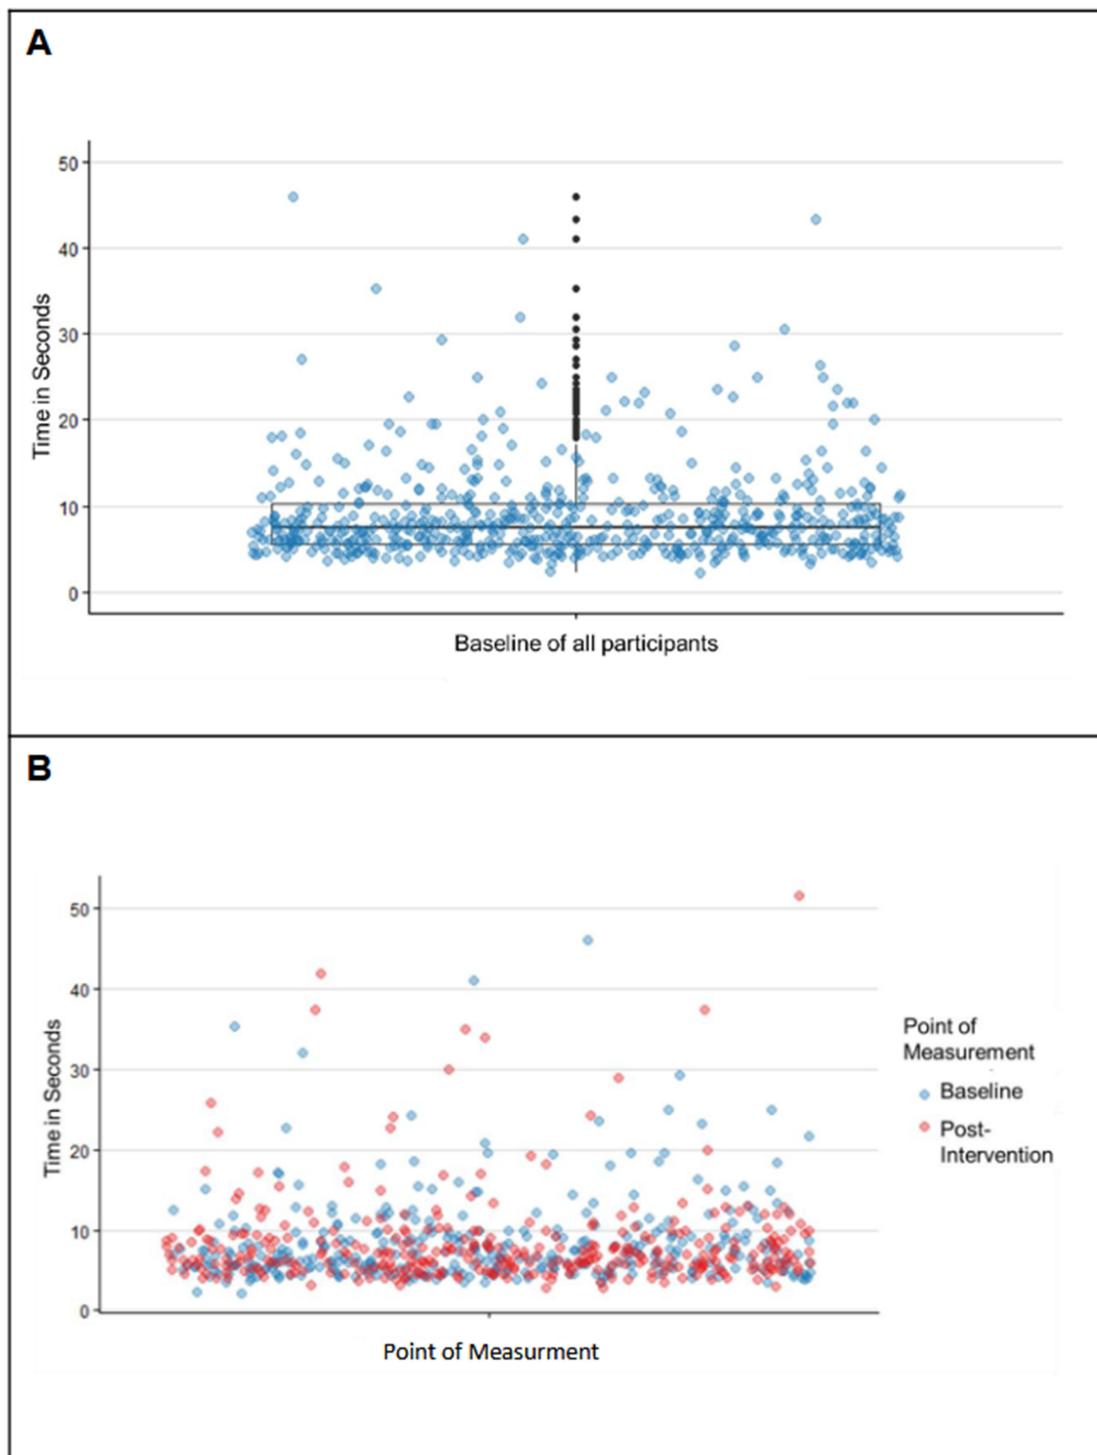 A
50
40
30
20
10
0
Time in Seconds
Baseline of all participants
B
50
40
30
20
10
0
Time in Seconds
Point of Measurment
Point of
Measurement
Baseline
Post-
Intervention